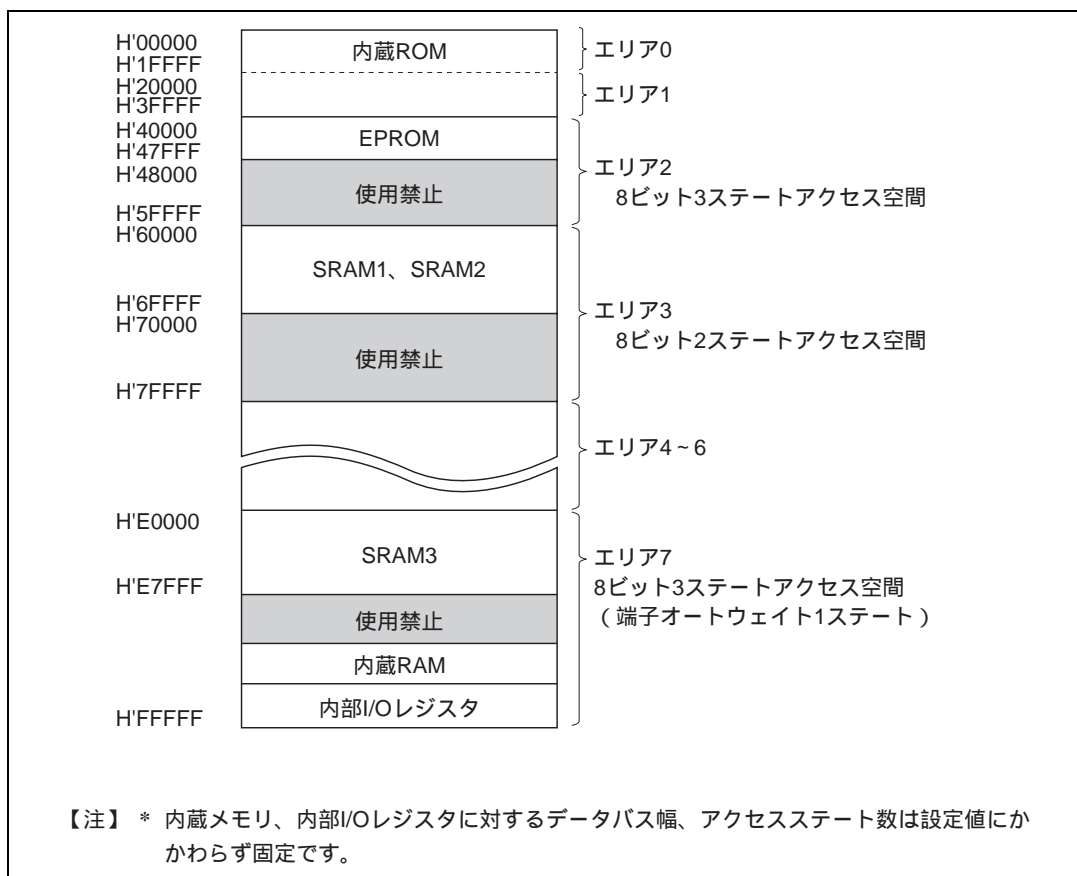 H'00000
内蔵ROM
エリア0
H'1FFFF
H'20000
エリア1
H'3FFFF
H'40000
EPROM
H'47FFF
H'48000
エリア2
8ビット3ステートアクセス空間
使用禁止
H'5FFFF
H'60000
SRAM1、SRAM2
H'6FFFF
エリア3
H'70000
8ビット2ステートアクセス空間
使用禁止
H'7FFFF
エリア4~6
H'E0000
SRAM3
エリア7
H'E7FFF
8ビット3ステートアクセス空間
(端子オートウェイト1ステート)
使用禁止
内蔵RAM
内部I/Oレジスタ
H'FFFFF
【注】 * 内蔵メモリ、内部I/Oレジスタに対するデータバス幅、アクセスステート数は設定値にか
かわらず固定です。